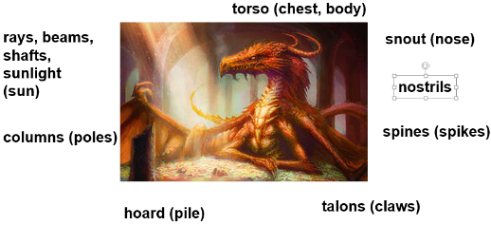 torso (chest, body)
rays, beams,
shafts,
sunlight
(sun)
snout (nose)
nostrils
columns (poles)
spines (spikes)
hoard (pile)
talons (claws)